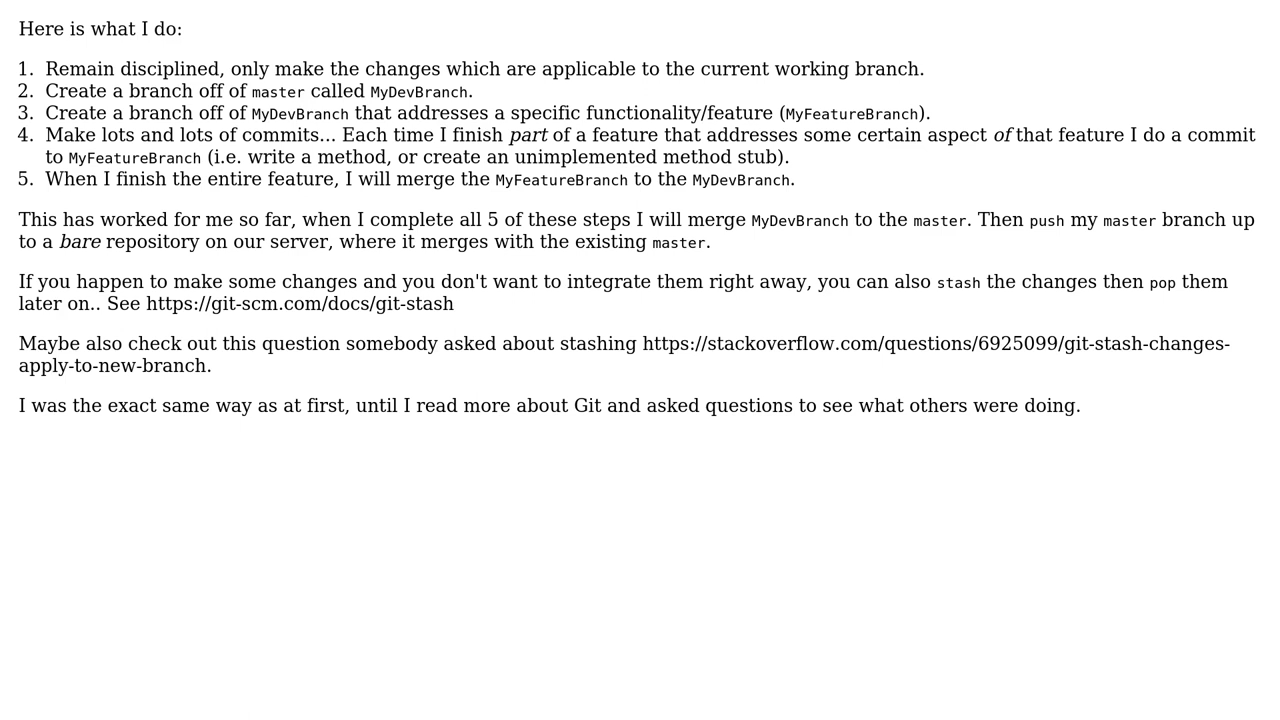 Here is what I do:
1. Remain disciplined, only make the changes which are applicable to the current working branch.
2. Create a branch off of master called MyDevBranch.
3. Create a branch off of MyDevBranch that addresses a specific functionality/feature (MyFeatureBranch).
4. Make lots and lots of commits... Each time I finish part of a feature that addresses some certain aspect of that feature I do a commit
to MyFeatureBranch (i.e. write a method, or create an unimplemented method stub).
5. When I finish the entire feature, I will merge the MyFeatureBranch to the MyDevBranch.
This has worked for me so far, when I complete all 5 of these steps I will merge MyDevBranch to the master. Then push my master branch up
to a bare repository on our server, where it merges with the existing master.
If you happen to make some changes and you don't want to integrate them right away, you can also stash the changes then pop them
later on.. See https://git-scm.com/docs/git-stash
Maybe also check out this question somebody asked about stashing https://stackoverflow.com/questions/6925099/git-stash-changes-
apply-to-new-branch.
I was the exact same way as at first, until I read more about Git and asked questions to see what others were doing.